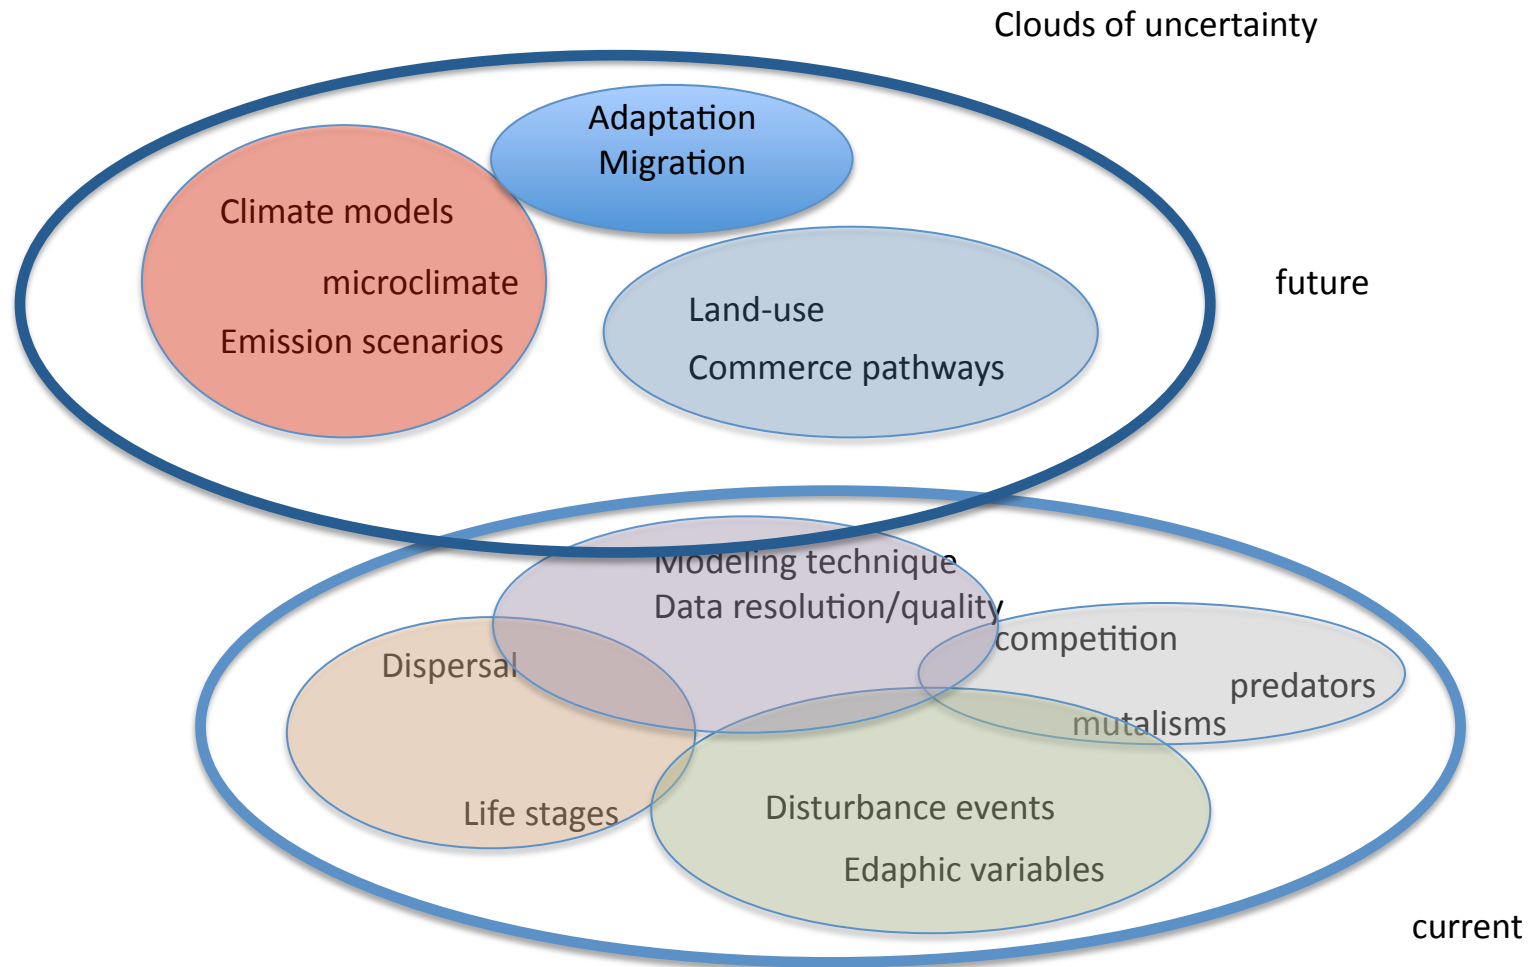 Clouds of uncertainty
Adaptation
Migration
Climate models
microclimate
Emission scenarios
Land-use
Commerce pathways
future
Modeling technique
Data resolution/quality
competition
predators
mutalisms
Dispersal
Life stages
Disturbance events
Edaphic variables
current